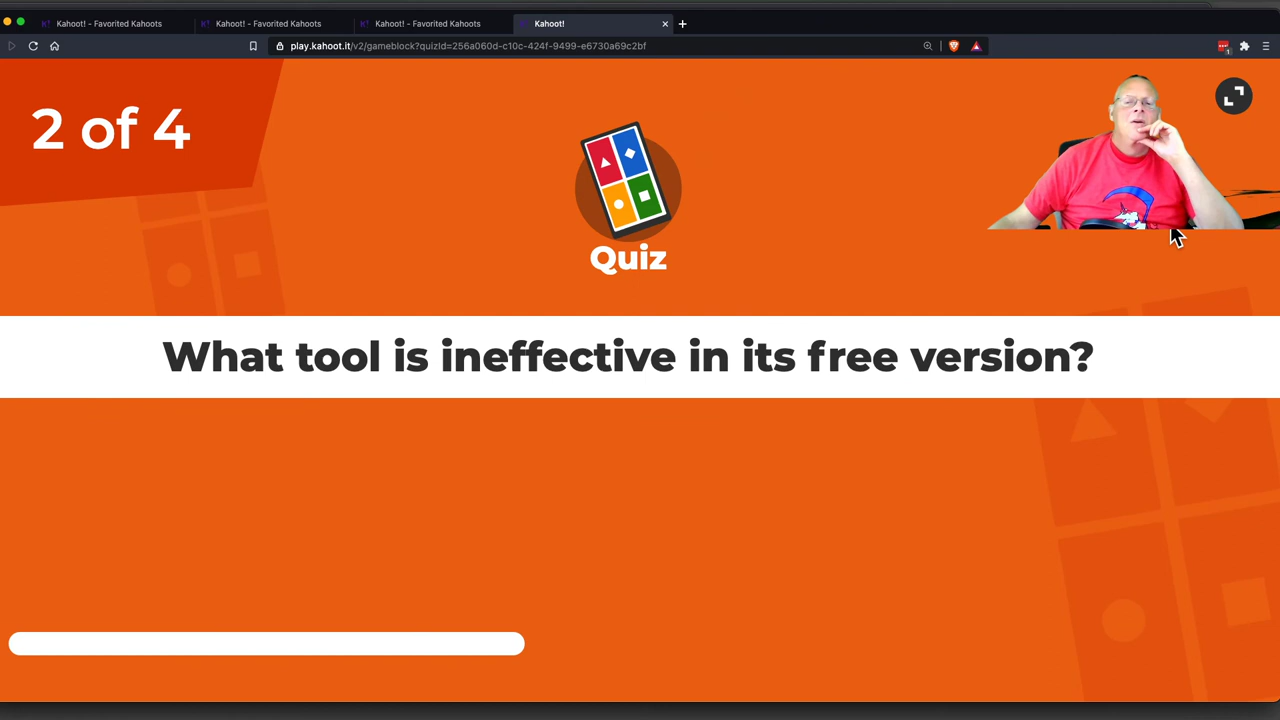 Kahoot! - Favorited Kahoots
Kahoot! - Favorited Kahoots
Kahoot! - Favorited Kahoots
Kahoot!
play.kahoot.it/v2/gameblock?quizId=256a060d-c10c-424f-9499-e6730a69c2bf
1
2 of 4
Quiz
What tool is ineffective in its free version?